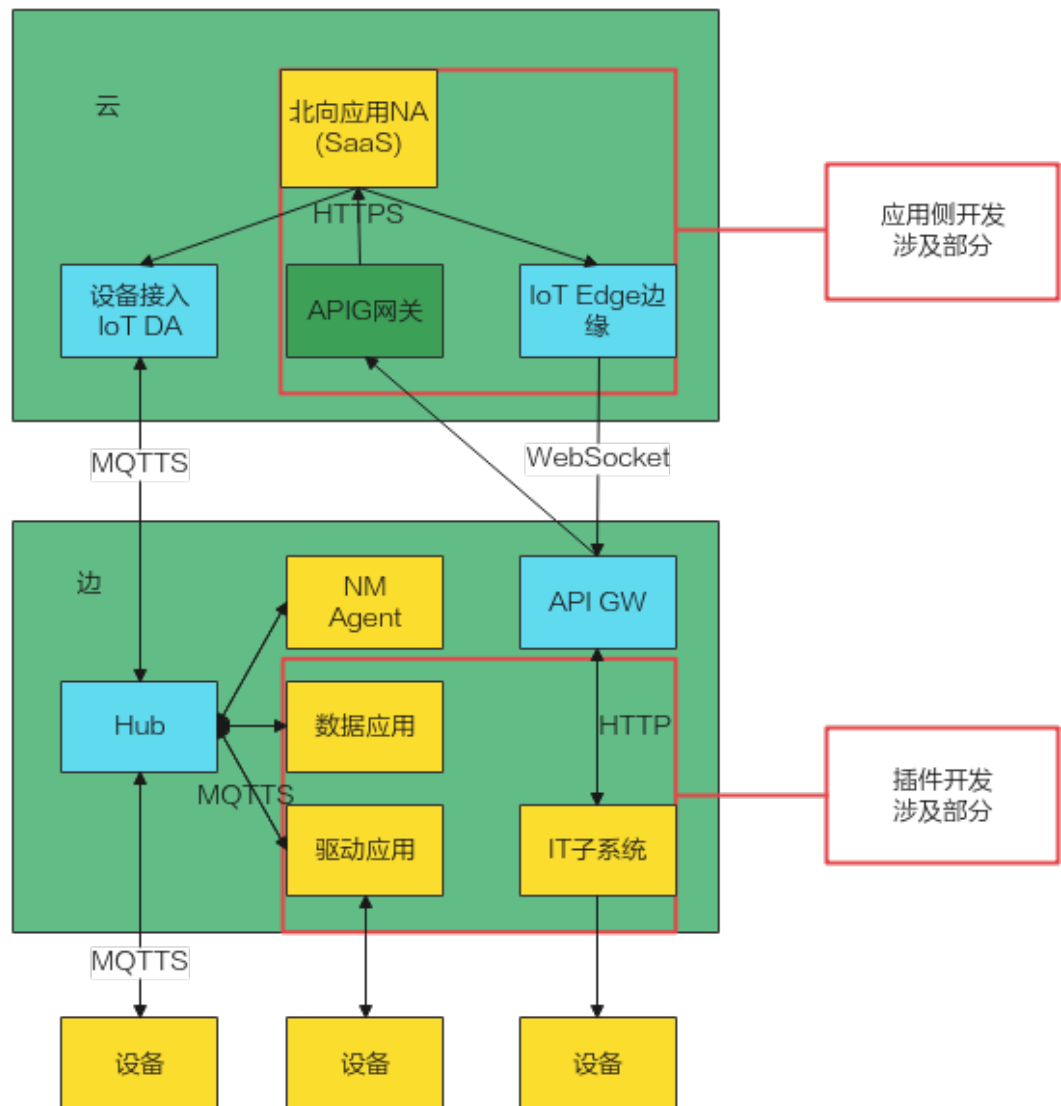 云
北向应用NA
(SaaS)
HTTPS
应用侧开发
涉及部分
设备接入
IoT DA
APIG网关
IoT Edge边
缘
MQTTS
WebSocket
边
NM
Agent
API GW
Hub
数据应用
HTTP
MQTTS
插件开发
涉及部分
驱动应用
IT子系统
MQTTS
设备
设备
设备